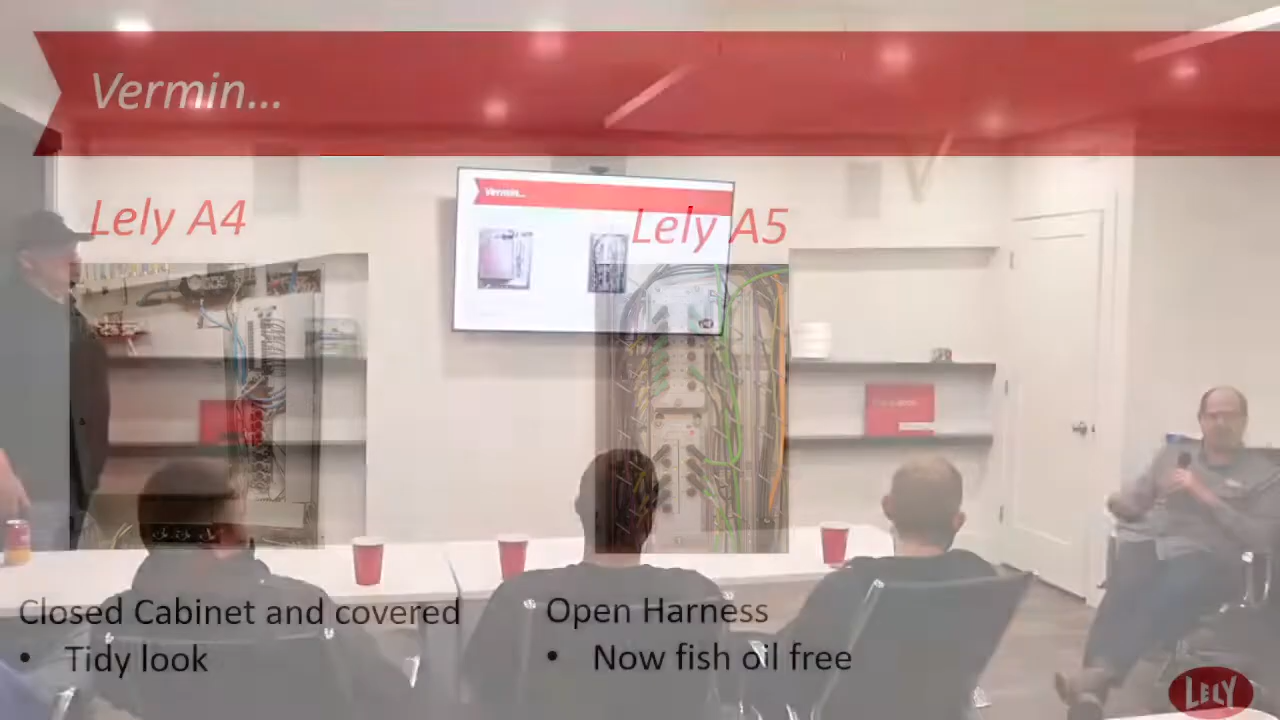 Vermin...
Lely A4
Lely A5
Vermin...
Closed Cabinet and covered
• Tidy look
Open Harness
• Now fish oil free
LELY